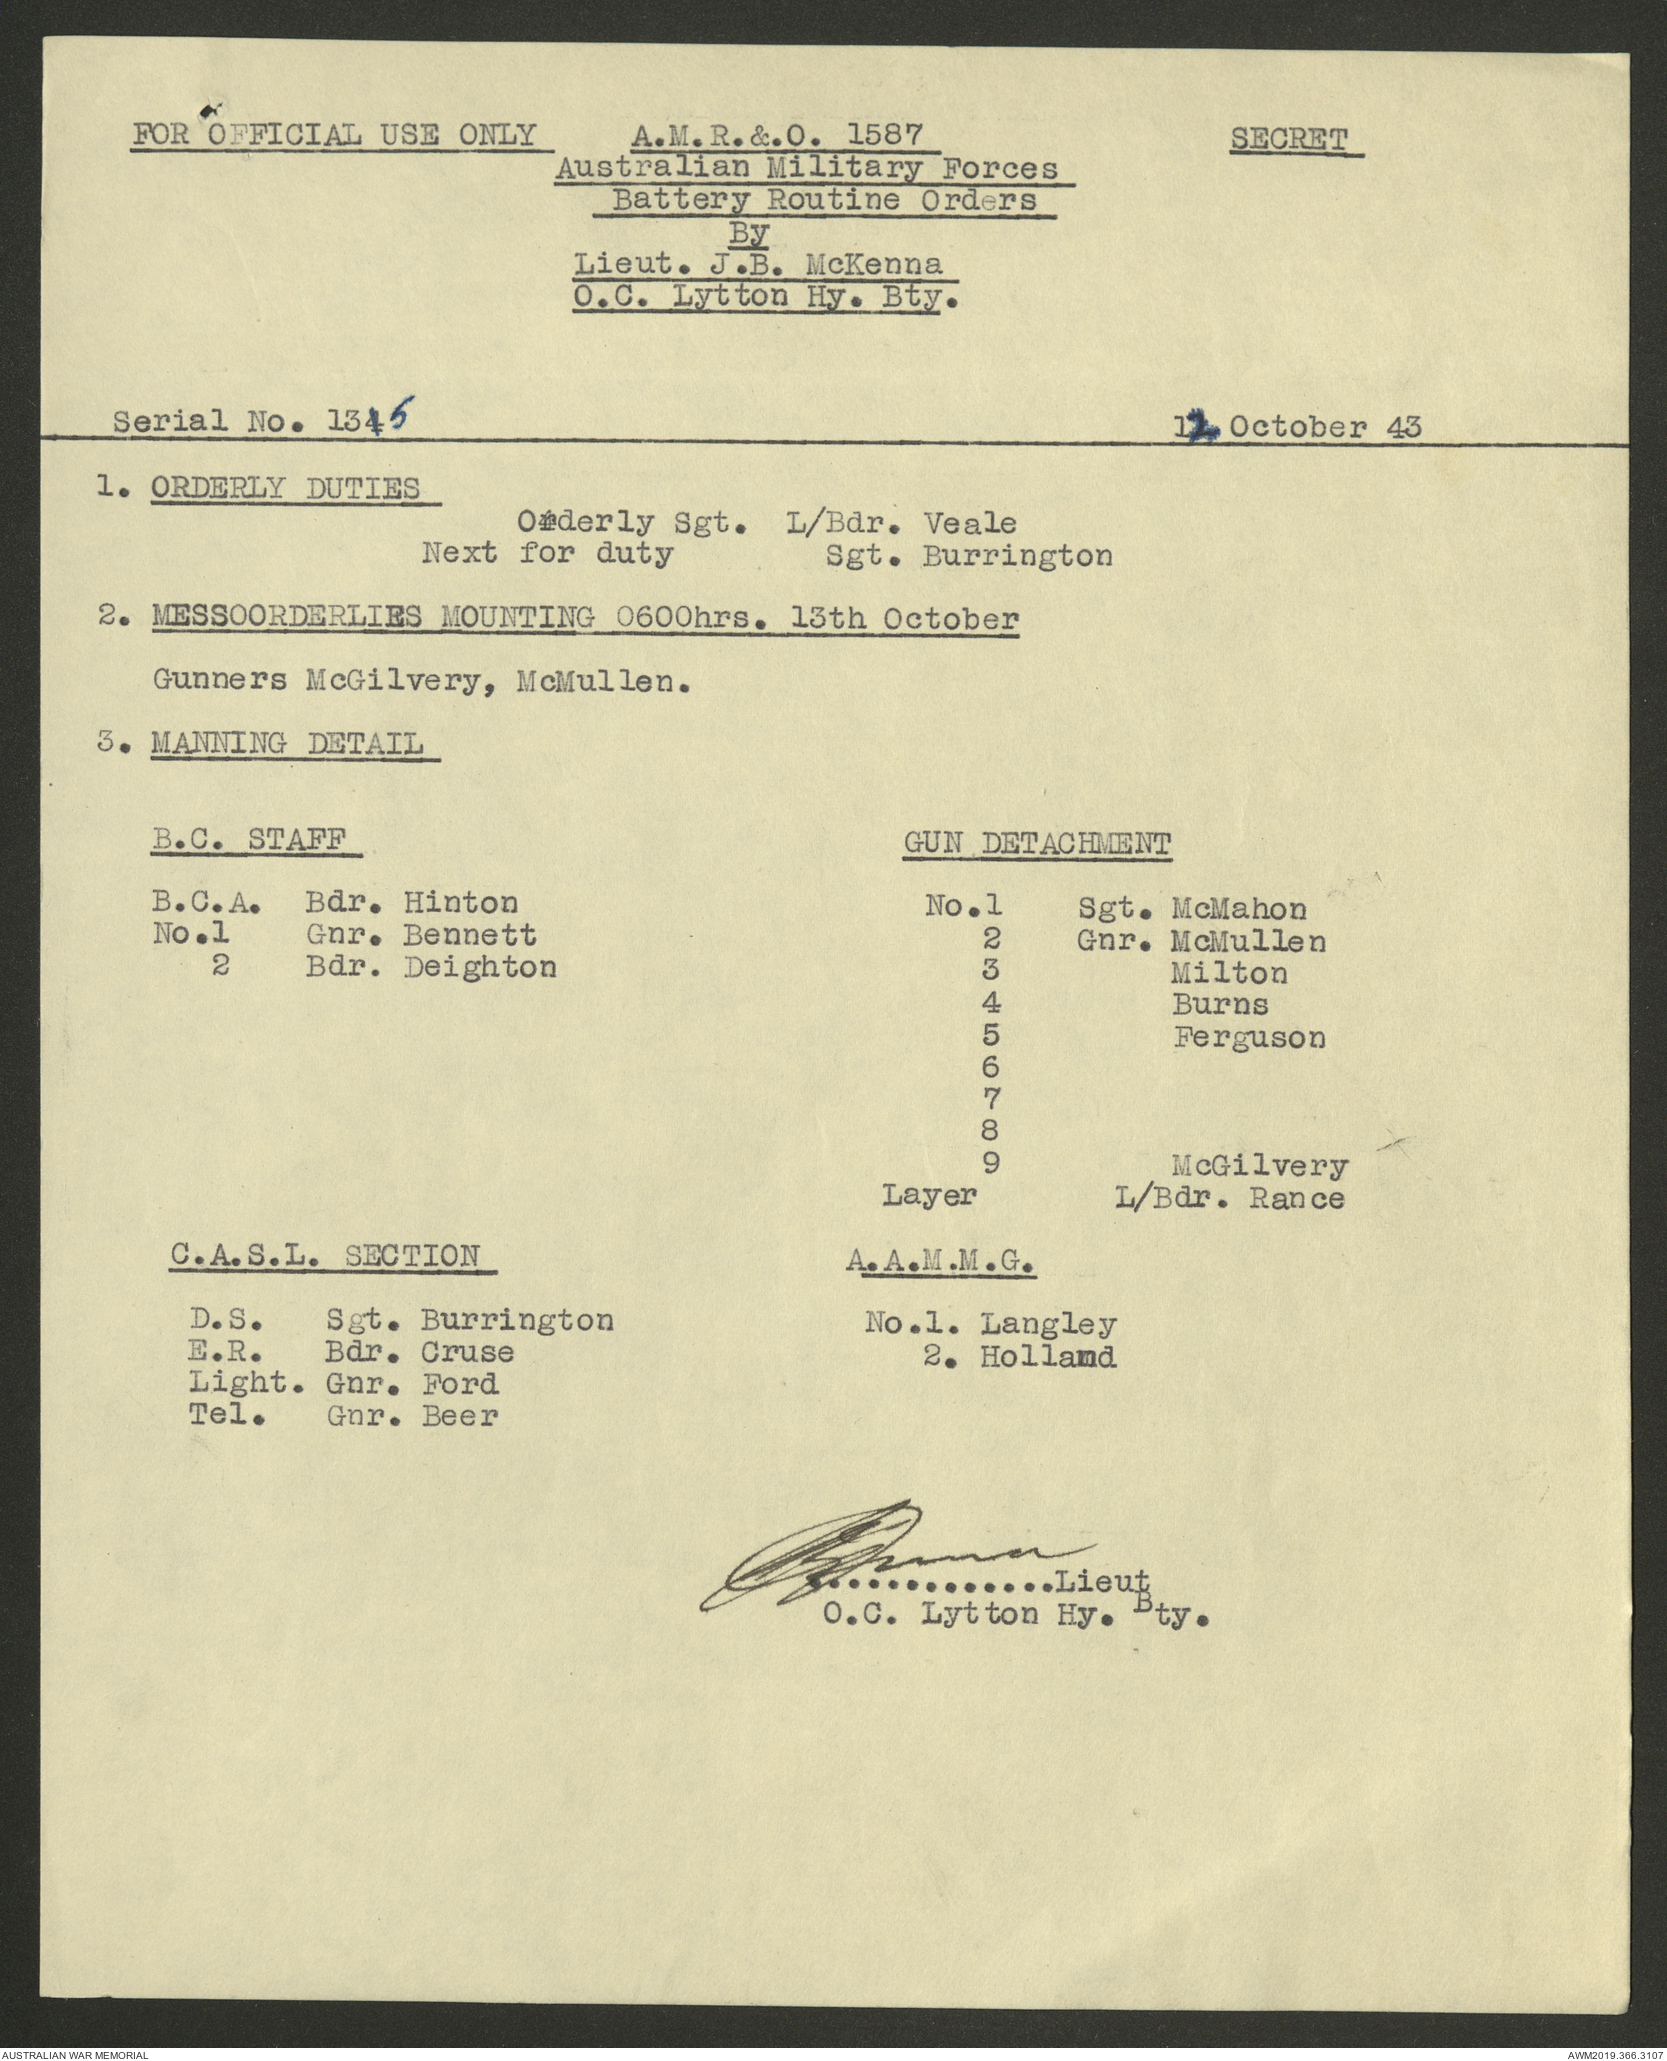 FOR OFFICIAL USE ONLY A.M.R.&.O. 1587 SECRET
Australian Military Forces
Battery Routine Orders
By
Lieut. J.B. McKenna
O.C. Lytton Hy. Bty.
Serial No. 1345
12 October 43
1. ORDERLY DUTIES
Orderly Sgt. L/Bdr. Veale
Next for duty Sgt. Burrington
2. MESSOORDERLIES MOUNTING 0600hrs. 13th October
Gunners McGilvery, McMullen.
3. MANNING DETAIL
B.C. STAFF
B.C.A. Bdr. Hinton
No.1 Gnr. Bennett
2 Bdr. Deighton
GUN DETACHMENT
No.1 Sgt. McMahon
2 Gnr. McMullen
3 Milton
4 Burns
5 Ferguson
6
7
8
9 McGilvery
Layer L/Bdr. Rance
C.A.S.L. SECTION
D.S. Sgt. Burrington
E.R. Bdr. Cruse
Light. Gnr. Ford
Tel. Gnr. Beer
A.A.M.M.G.
No.1. Langley
2. Holland
.............Lieut
O.C. Lytton Hy. Bty.
AUSTRALIAN WAR MEMORIAL
AWM2019.366.3107